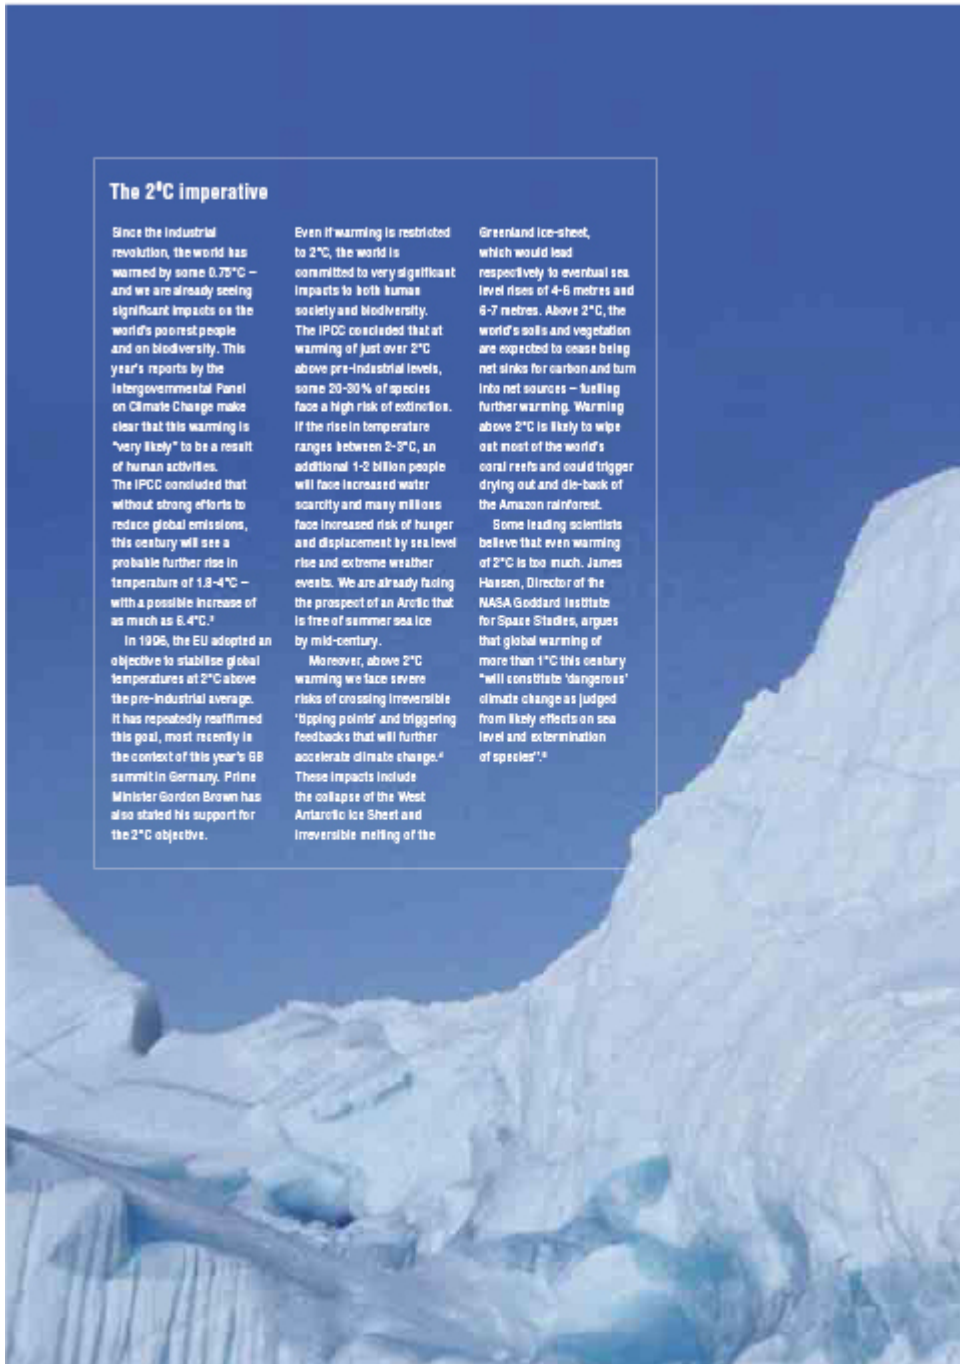 The 2°C imperative
Since the industrial
revolution, the world has
warmed by some 0.75°C –
and we are already seeing
significant impacts on the
world's poorest people
and on biodiversity. This
year's reports by the
Intergovernmental Panel
on Climate Change make
clear that this warming is
"very likely" to be a result
of human activities.
The IPCC concluded that
without strong efforts to
reduce global emissions,
this century will see a
probable further rise in
temperature of 1.8-4°C –
with a possible increase of
as much as 6.4°C.³
In 1996, the EU adopted an
objective to stabilise global
temperatures at 2°C above
the pre-industrial average.
It has repeatedly reaffirmed
this goal, most recently in
the context of this year's G8
summit in Germany. Prime
Minister Gordon Brown has
also stated his support for
the 2°C objective.
Even if warming is restricted
to 2°C, the world is
committed to very significant
impacts to both human
society and biodiversity.
The IPCC concluded that at
warming of just over 2°C
above pre-industrial levels,
some 20-30% of species
face a high risk of extinction.
If the rise in temperature
ranges between 2-3°C, an
additional 1-2 billion people
will face increased water
scarcity and many millions
face increased risk of hunger
and displacement by sea level
rise and extreme weather
events. We are already facing
the prospect of an Arctic that
is free of summer sea ice
by mid-century.
Moreover, above 2°C
warming we face severe
risks of crossing irreversible
'tipping points' and triggering
feedbacks that will further
accelerate climate change.⁴
These impacts include
the collapse of the West
Antarctic Ice Sheet and
irreversible melting of the
Greenland ice-sheet,
which would lead
respectively to eventual sea
level rises of 4-6 metres and
6-7 metres. Above 2°C, the
world's soils and vegetation
are expected to cease being
net sinks for carbon and turn
into net sources – fuelling
further warming. Warming
above 2°C is likely to wipe
out most of the world's
coral reefs and could trigger
drying out and die-back of
the Amazon rainforest.
Some leading scientists
believe that even warming
of 2°C is too much. James
Hansen, Director of the
NASA Goddard Institute
for Space Studies, argues
that global warming of
more than 1°C this century
"will constitute 'dangerous'
climate change as judged
from likely effects on sea
level and extermination
of species".⁵